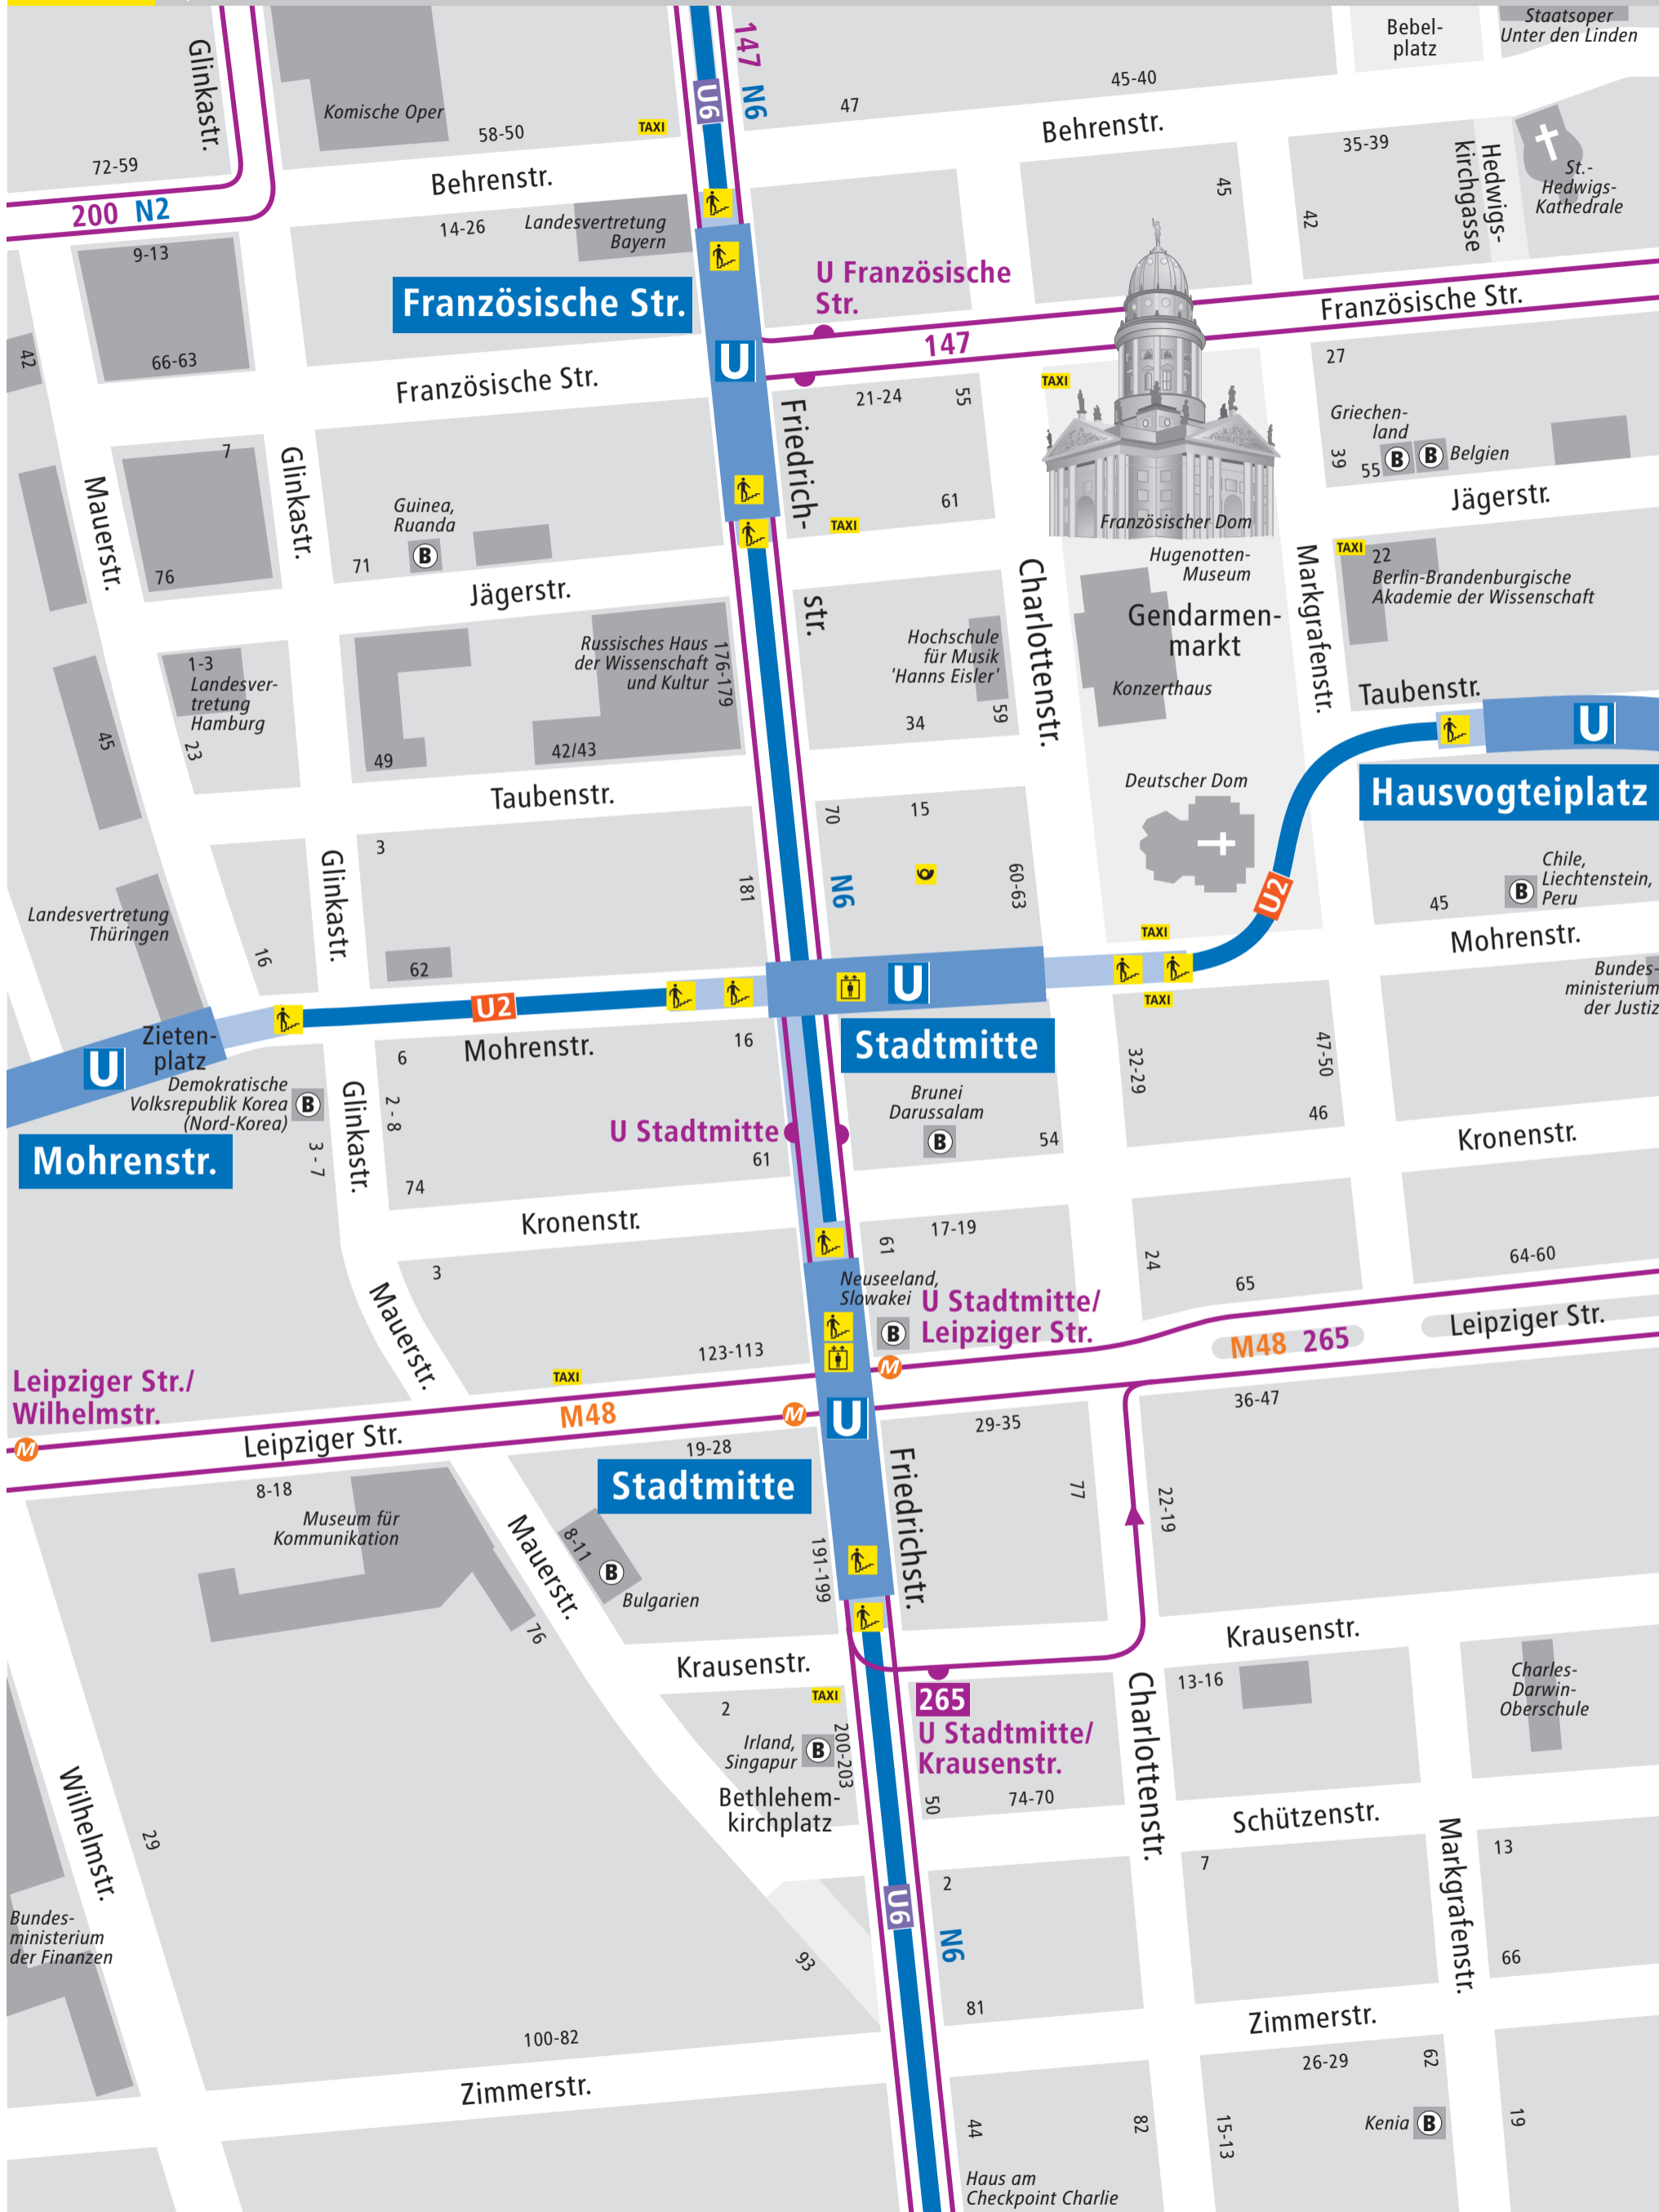 Staatsoper
Unter den Linden
Bebel-
platz
Glinkastr.
147
N6
U6
Komische Oper
45-40
47
TAXI
58-50
Behrenstr.
72-59
35-39
Hedwigs-
kirchgasse
St.-
Hedwigs-
Kathedrale
Behrenstr.
200 N2
45
42
14-26
Landesvertretung
Bayern
9-13
U Französische
Str.
Französische Str.
Französische Str.
147
42
66-63
U
27
Französische Str.
TAXI
21-24
55
Griechen-
land
B
B
Belgien
39
55
Friedrich-
str.
7
Glinkastr.
Mauerstr.
Guinea,
Ruanda
B
61
Jägerstr.
TAXI
Französischer Dom
71
76
Jägerstr.
Hugenotten-
Museum
TAXI
22
Berlin-Brandenburgische
Akademie der Wissenschaft
Charlottenstr.
Markgrafenstr.
Gendarmen-
markt
Russisches Haus
der Wissenschaft
und Kultur
176-179
Hochschule
für Musik
'Hanns Eisler'
1-3
Landesver-
tretung
Hamburg
23
Konzerthaus
Taubenstr.
59
34
45
49
42/43
U
Deutscher Dom
Hausvogteiplatz
Taubenstr.
70
15
3
Glinkastr.
181
N6
60-63
U2
Chile,
Liechtenstein,
Peru
B
45
Landesvertretung
Thüringen
TAXI
Mohrenstr.
16
62
Bundes-
ministerium
der Justiz
U
TAXI
U2
Zieten-
platz
U
Mohrenstr.
16
Stadtmitte
6
47-50
32-29
Demokratische
Volksrepublik Korea
(Nord-Korea)
B
2 - 8
Glinkastr.
Brunei
Darussalam
B
46
U Stadtmitte
54
Kronenstr.
Mohrenstr.
3 - 7
61
74
Kronenstr.
17-19
61
24
64-60
3
65
Neuseeland,
Slowakei
B
U Stadtmitte/
Leipziger Str.
Mauerstr.
Leipziger Str.
M48 265
123-113
M
TAXI
Leipziger Str./
Wilhelmstr.
M
M48
M
U
36-47
29-35
Leipziger Str.
19-28
8-18
Stadtmitte
Friedrichstr.
77
22-19
Museum für
Kommunikation
Mauerstr.
8-11
B
Bulgarien
191-199
76
Krausenstr.
Krausenstr.
13-16
Charles-
Darwin-
Oberschule
TAXI
2
265
U Stadtmitte/
Krausenstr.
Charlottenstr.
Irland,
Singapur
B
200-203
Bethlehem-
kirchplatz
50
74-70
Schützenstr.
Wilhelmstr.
29
Markgrafenstr.
13
7
2
U6
N6
Bundes-
ministerium
der Finanzen
93
66
81
Zimmerstr.
100-82
26-29
62
Zimmerstr.
Kenia
B
44
82
15-13
19
Haus am
Checkpoint Charlie